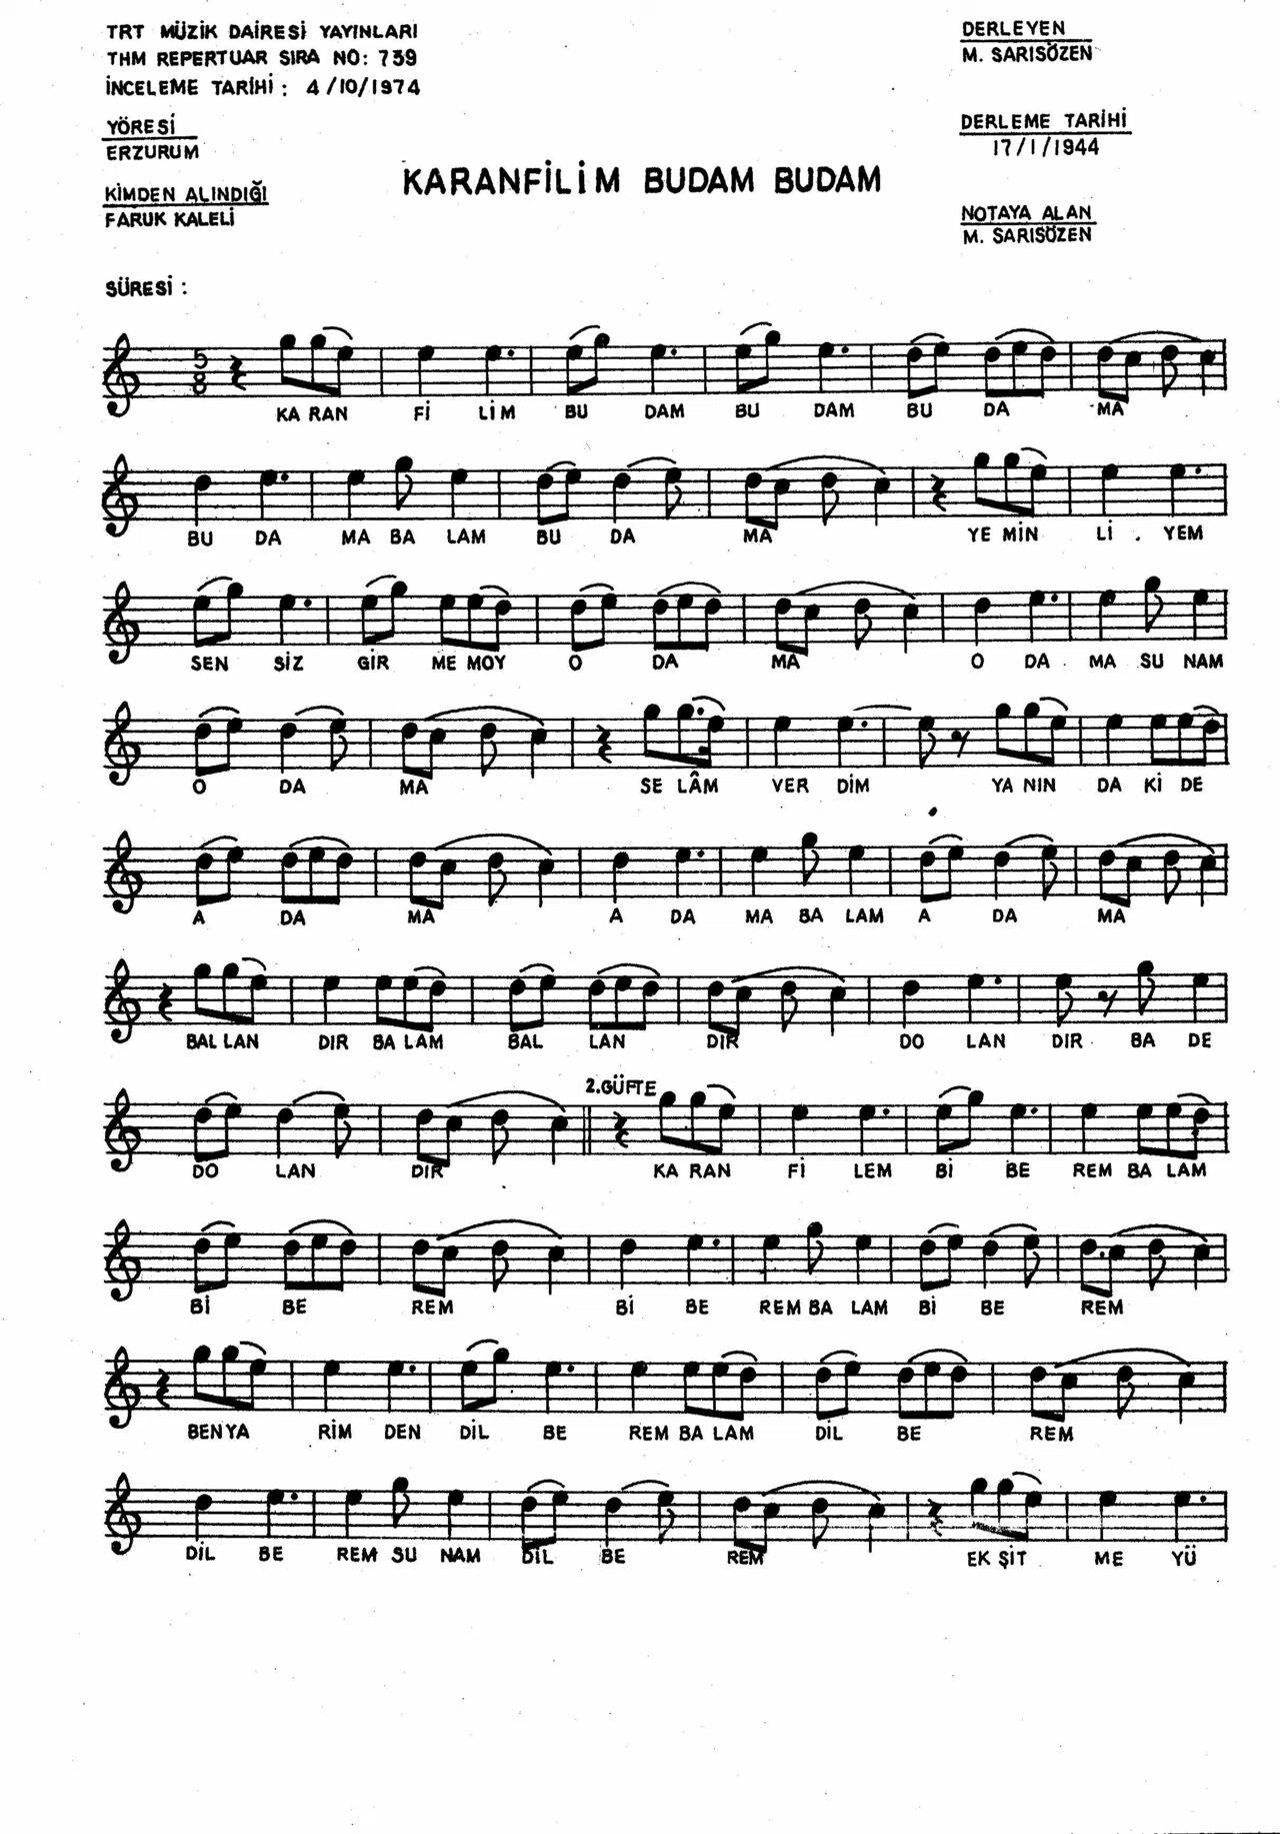 TRT MÜZİK DAİRESİ YAYINLARI
THM REPERTUAR SIRA NO: 739
İNCELEME TARİHİ : 4/10/1974
YÖRESİ
ERZURUM
KİMDEN ALINDIĞI
FARUK KALELİ
DERLEYEN
M. SARISÖZEN
DERLEME TARİHİ
17/1/1944
NOTAYA ALAN
M. SARISÖZEN
KARANFİLİM BUDAM BUDAM
SÜRESİ :
5
8
KA RAN Fİ LİM BU DAM BU DAM BU DA MA
BU DA MA BA LAM BU DA MA YE MİN Lİ . YEM
SEN SİZ GİR ME MOY O DA MA O DA . MA SU NAM
O DA MA SE LÂM VER DİM YA NIN DA Kİ DE
A DA MA A DA MA BA LAM A DA MA
BAL LAN DIR BA LAM BAL LAN DIR DO LAN DIR BA DE
2.GÜFTE
DO LAN DIR KA RAN Fİ LEM Bİ BE REM BA LAM
Bİ BE REM Bİ BE REM BA LAM Bİ BE REM
BEN YA RİM DEN DİL BE REM BA LAM DİL BE REM
DİL BE REM SU NAM DİL BE REM EK ŞİT ME YÜ